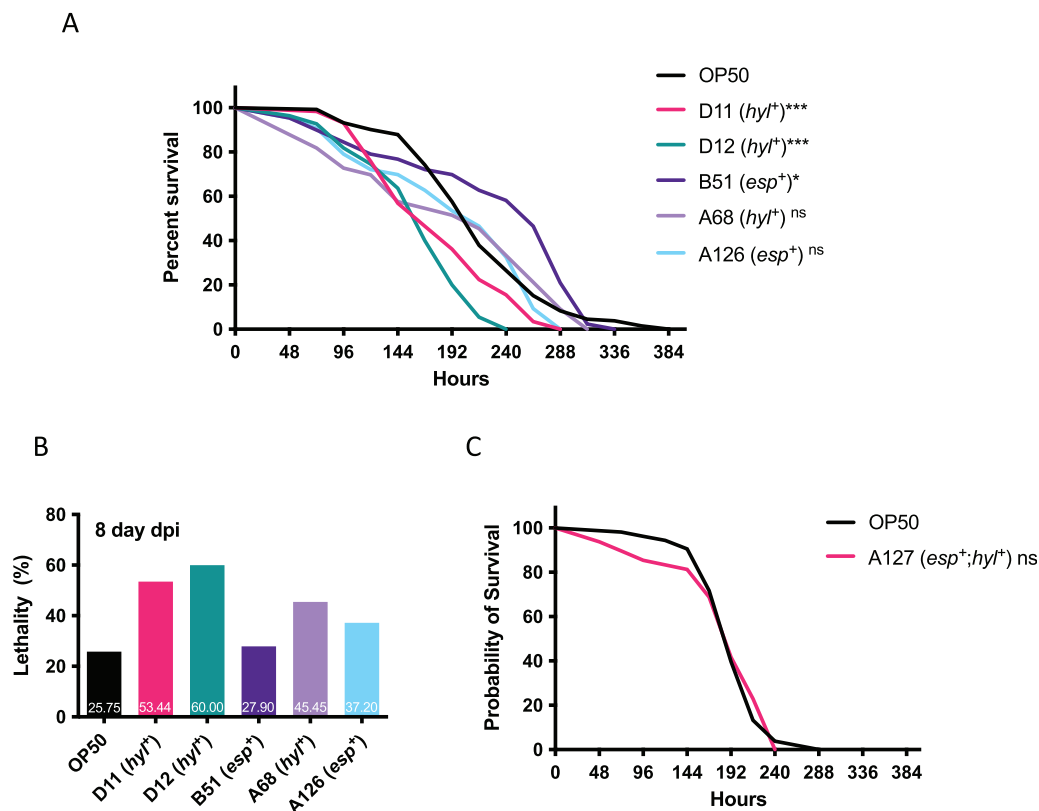 A
OP50
D11 (hyl⁺)***
D12 (hyl⁺)***
B51 (esp⁺)*
A68 (hyl⁺) ns
A126 (esp⁺) ns
Percent survival
100
80
60
40
20
0
0 48 96 144 192 240 288 336 384
Hours
B
8 day dpi
Lethality (%)
80
60
40
20
0
25.75 53.44 60.00 27.90 45.45 37.20
OP50
D11 (hyl⁺)
D12 (hyl⁺)
B51 (esp⁺)
A68 (hyl⁺)
A126 (esp⁺)
C
OP50
A127 (esp⁺;hyl⁺) ns
Probability of Survival
100
80
60
40
20
0
0 48 96 144 192 240 288 336 384
Hours